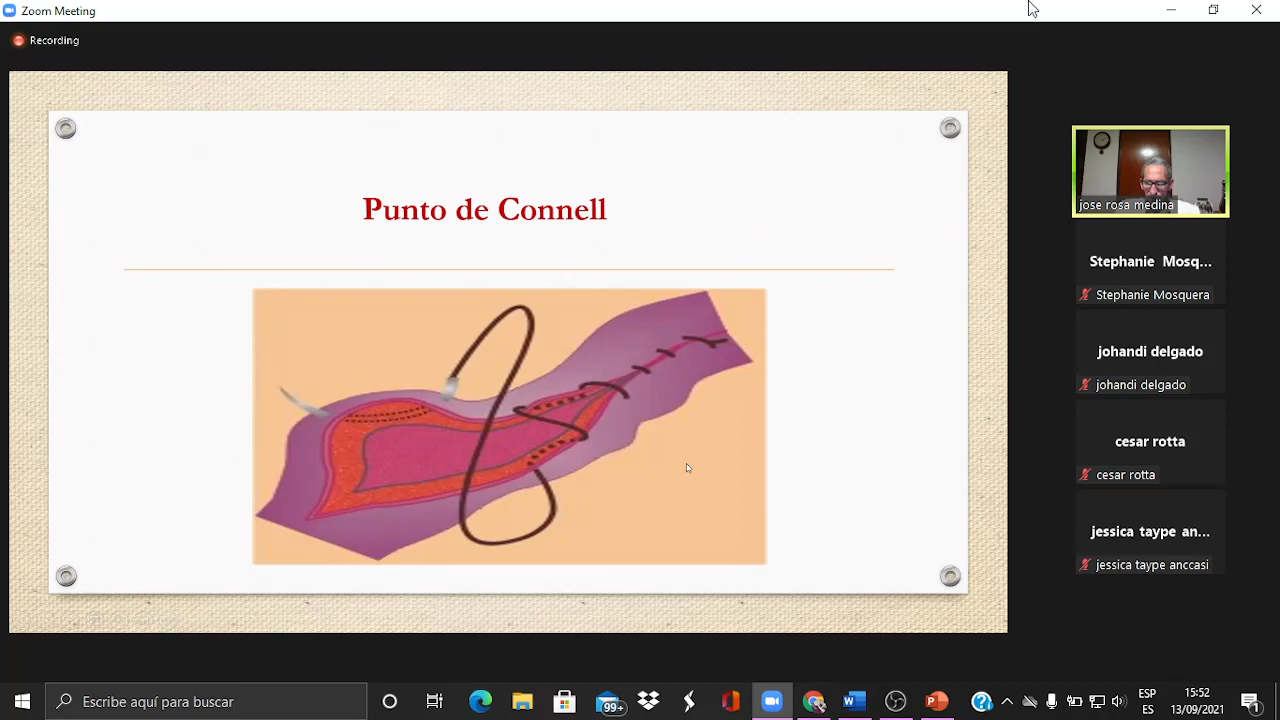 Zoom Meeting
Recording
Punto de Connell
jose rosa medina
Stephanie Mosq...
Stephanie Mosquera
johandi delgado
johandi delgado
cesar rotta
cesar rotta
jessica taype an...
jessica taype anccasi
Escribe aquí para buscar
99+
ESP
ES
15:52
13/09/2021
1